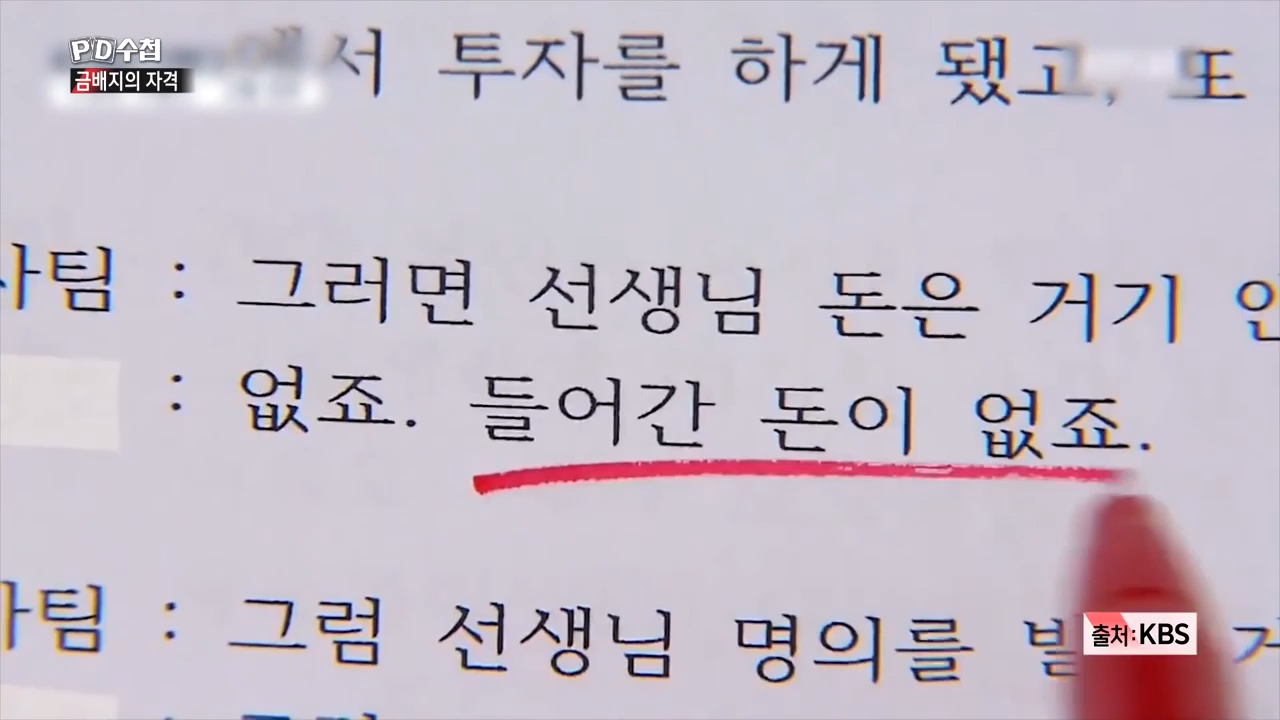 PD수첩
금배지의 자격
에서 투자를 하게 됐고, 또
사팀 : 그러면 선생님 돈은 거기
: 없죠. 들어간 돈이 없죠.
사팀 : 그럼 선생님 명의를
출처:KBS